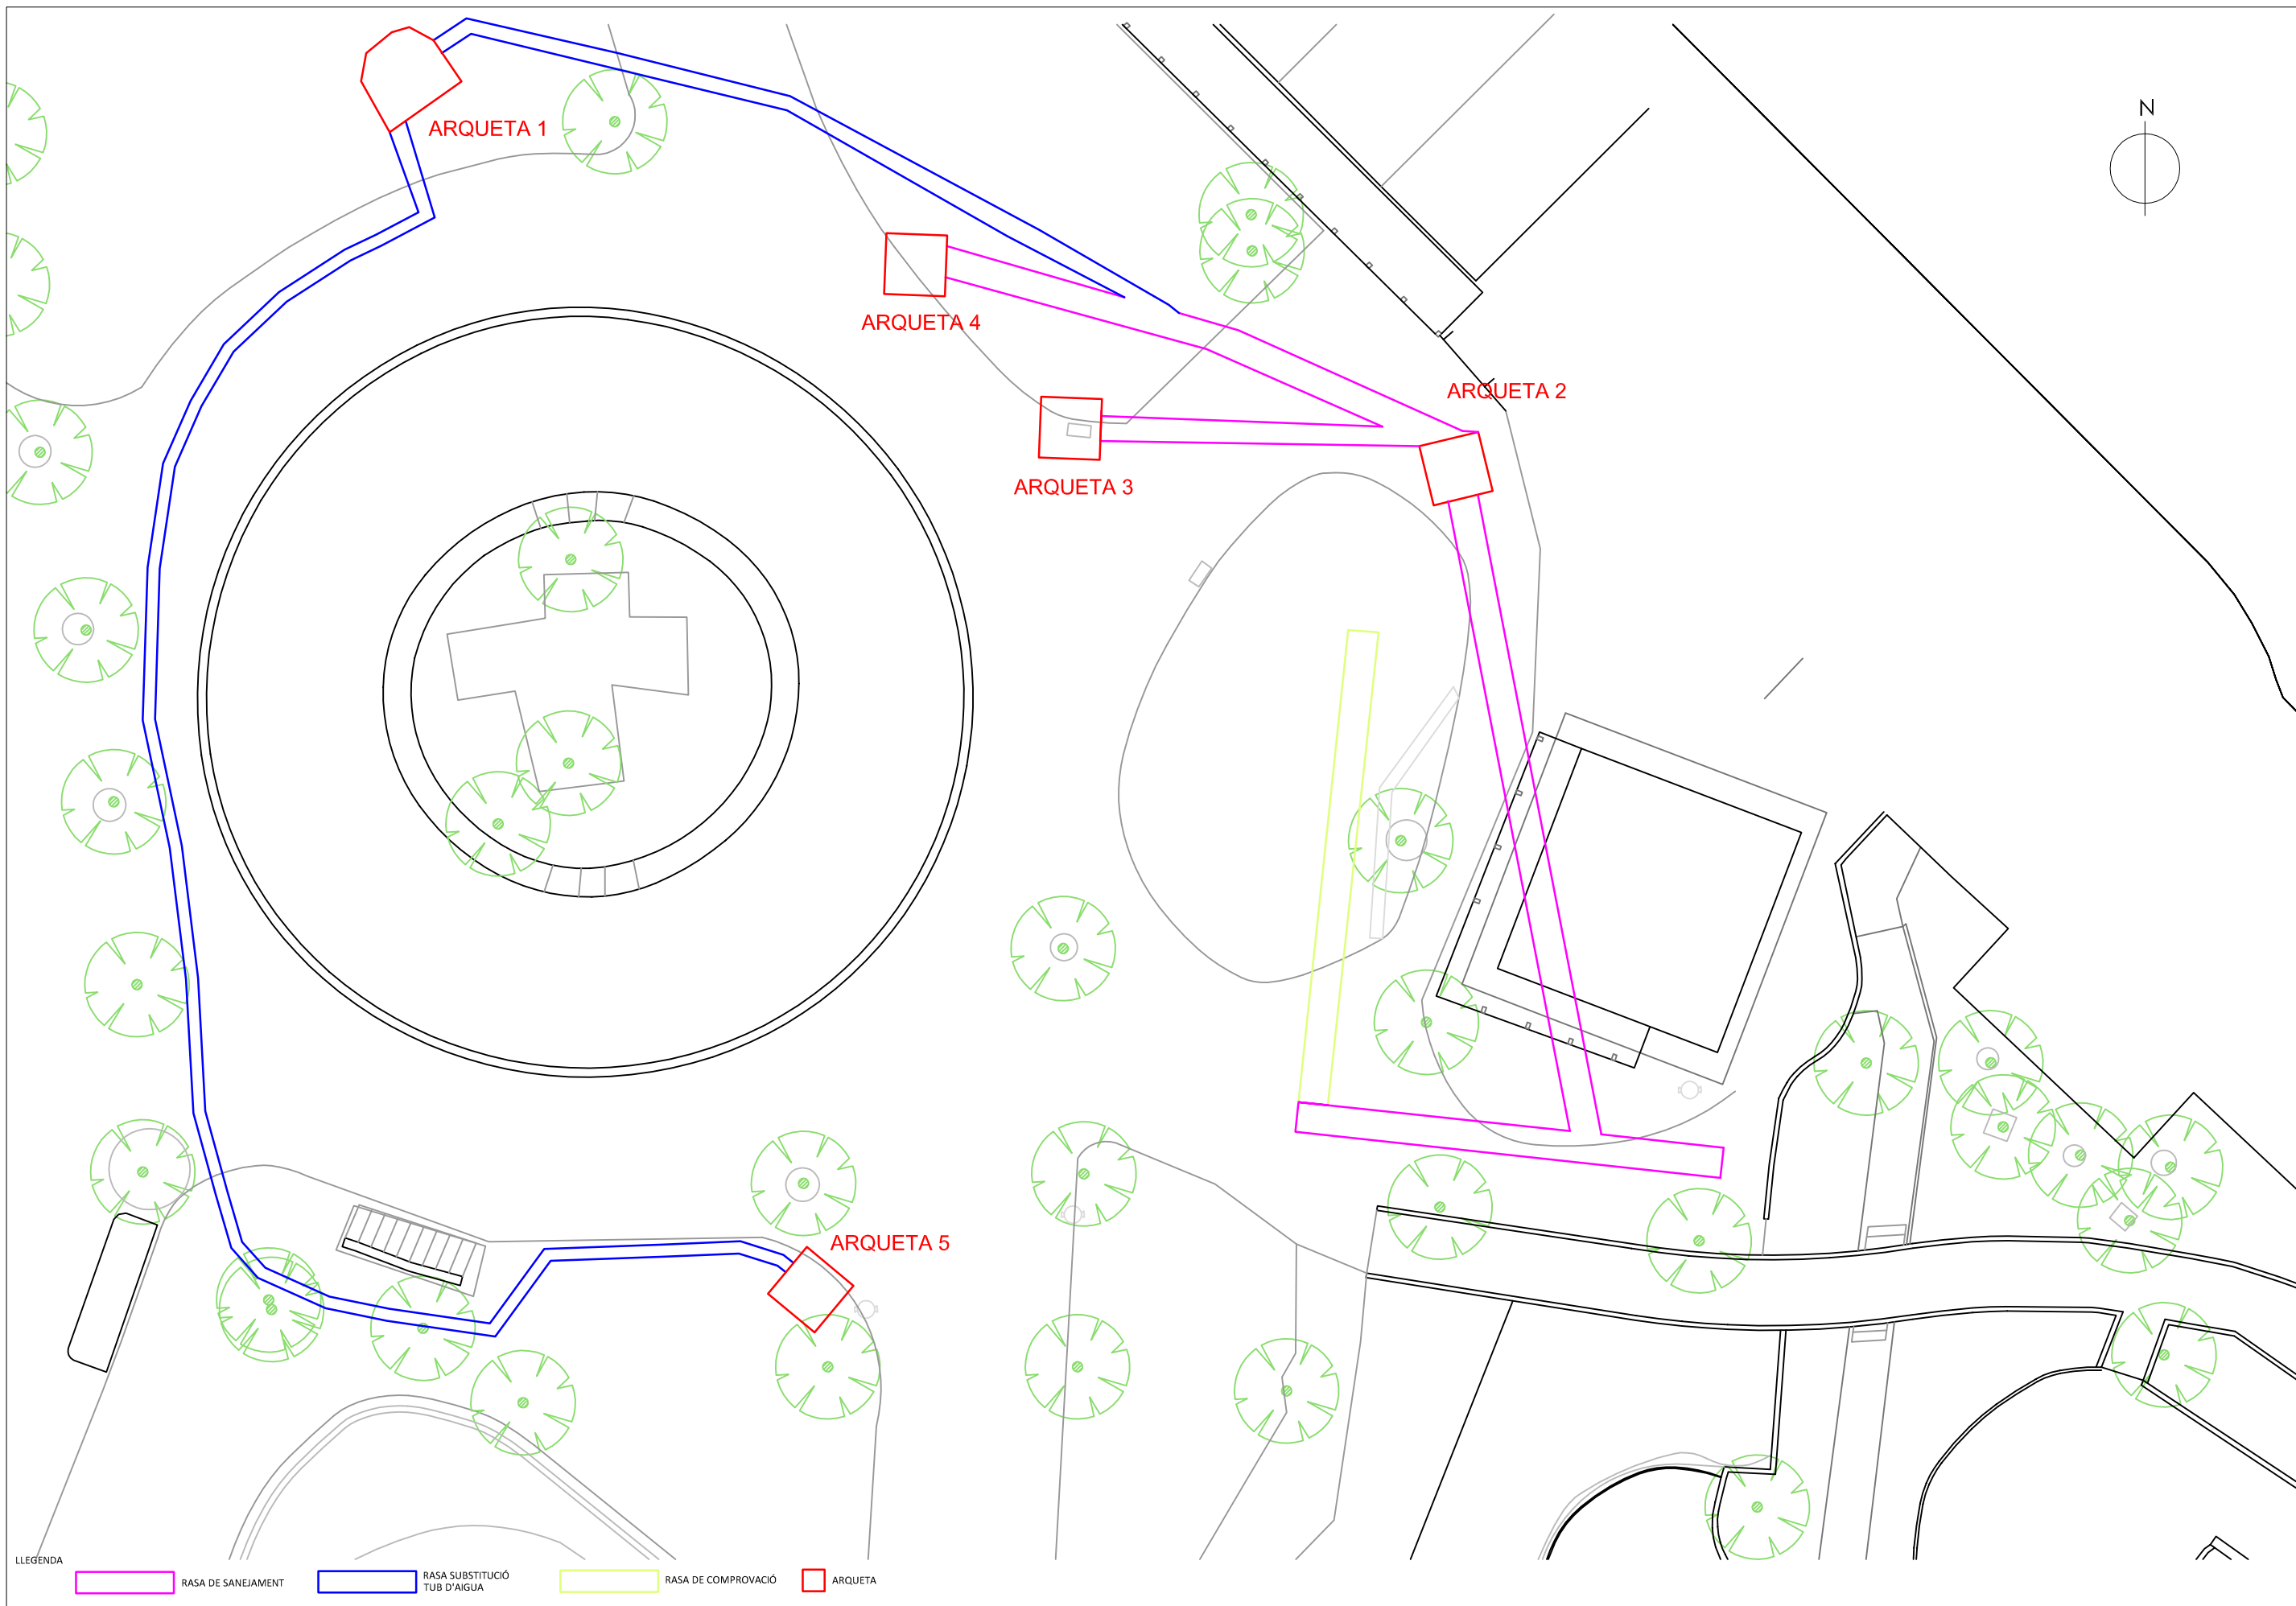 N
ARQUETA 1
ARQUETA 4
ARQUETA 2
ARQUETA 3
ARQUETA 5
LLEGENDA
RASA DE SANEJAMENT
RASA SUBSTITUCIÓ
TUB D'AIGUA
RASA DE COMPROVACIÓ
ARQUETA